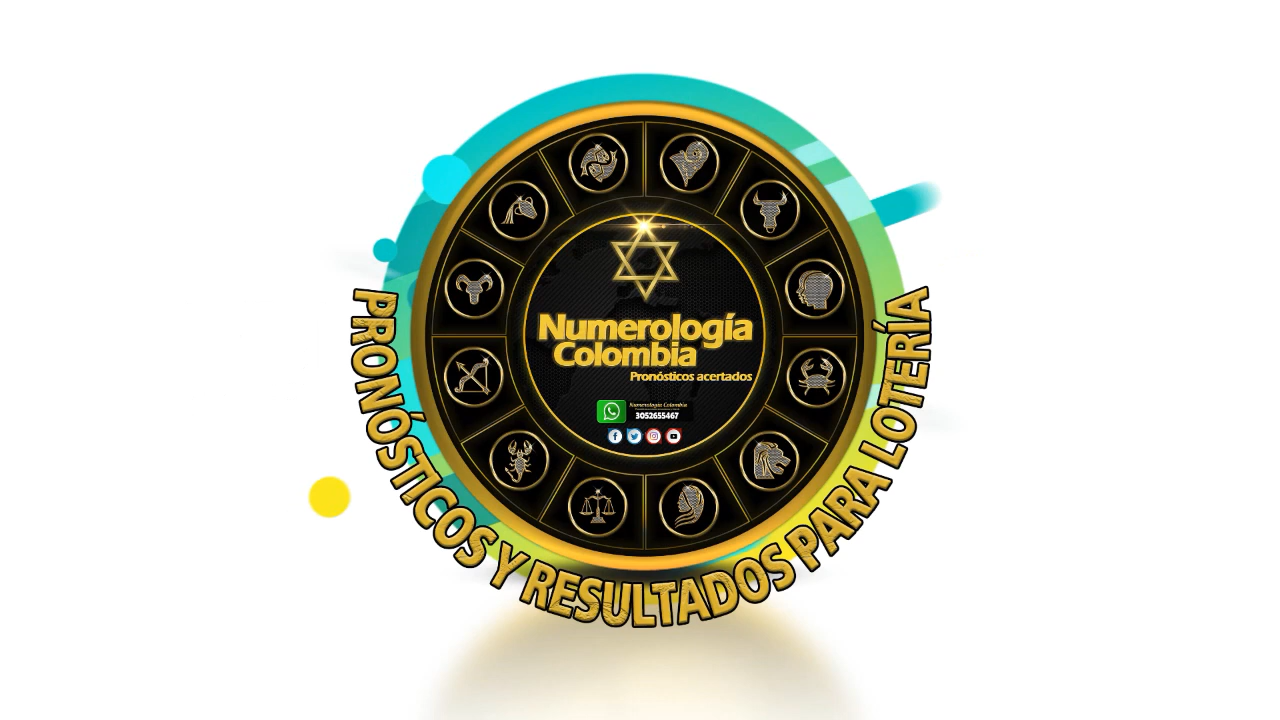 Numerología
Colombia
Pronósticos acertados
Numerología Colombia
3052655467
PRONÓSTICOS Y RESULTADOS PARA LOTERÍA